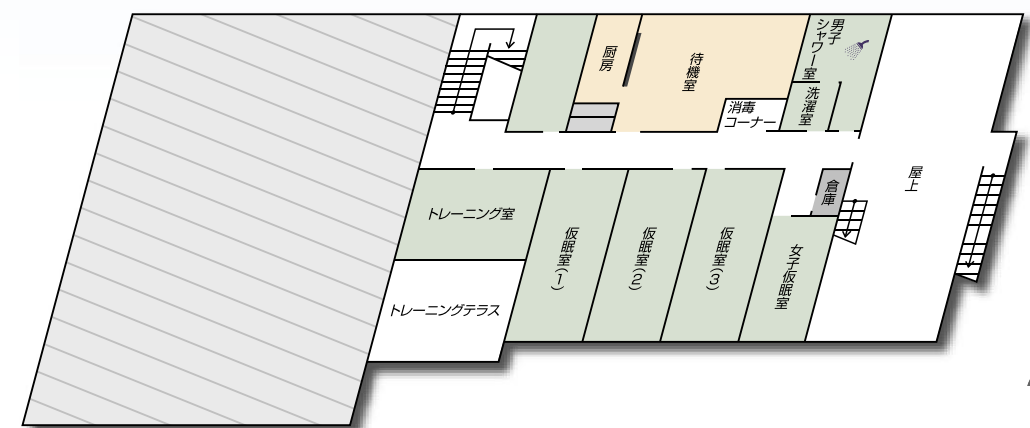 厨房
待機室
男子
シャワー室
消毒
コーナー
洗濯室
屋上
倉庫
トレーニング室
仮眠室(1)
仮眠室(2)
仮眠室(3)
女子仮眠室
トレーニングテラス